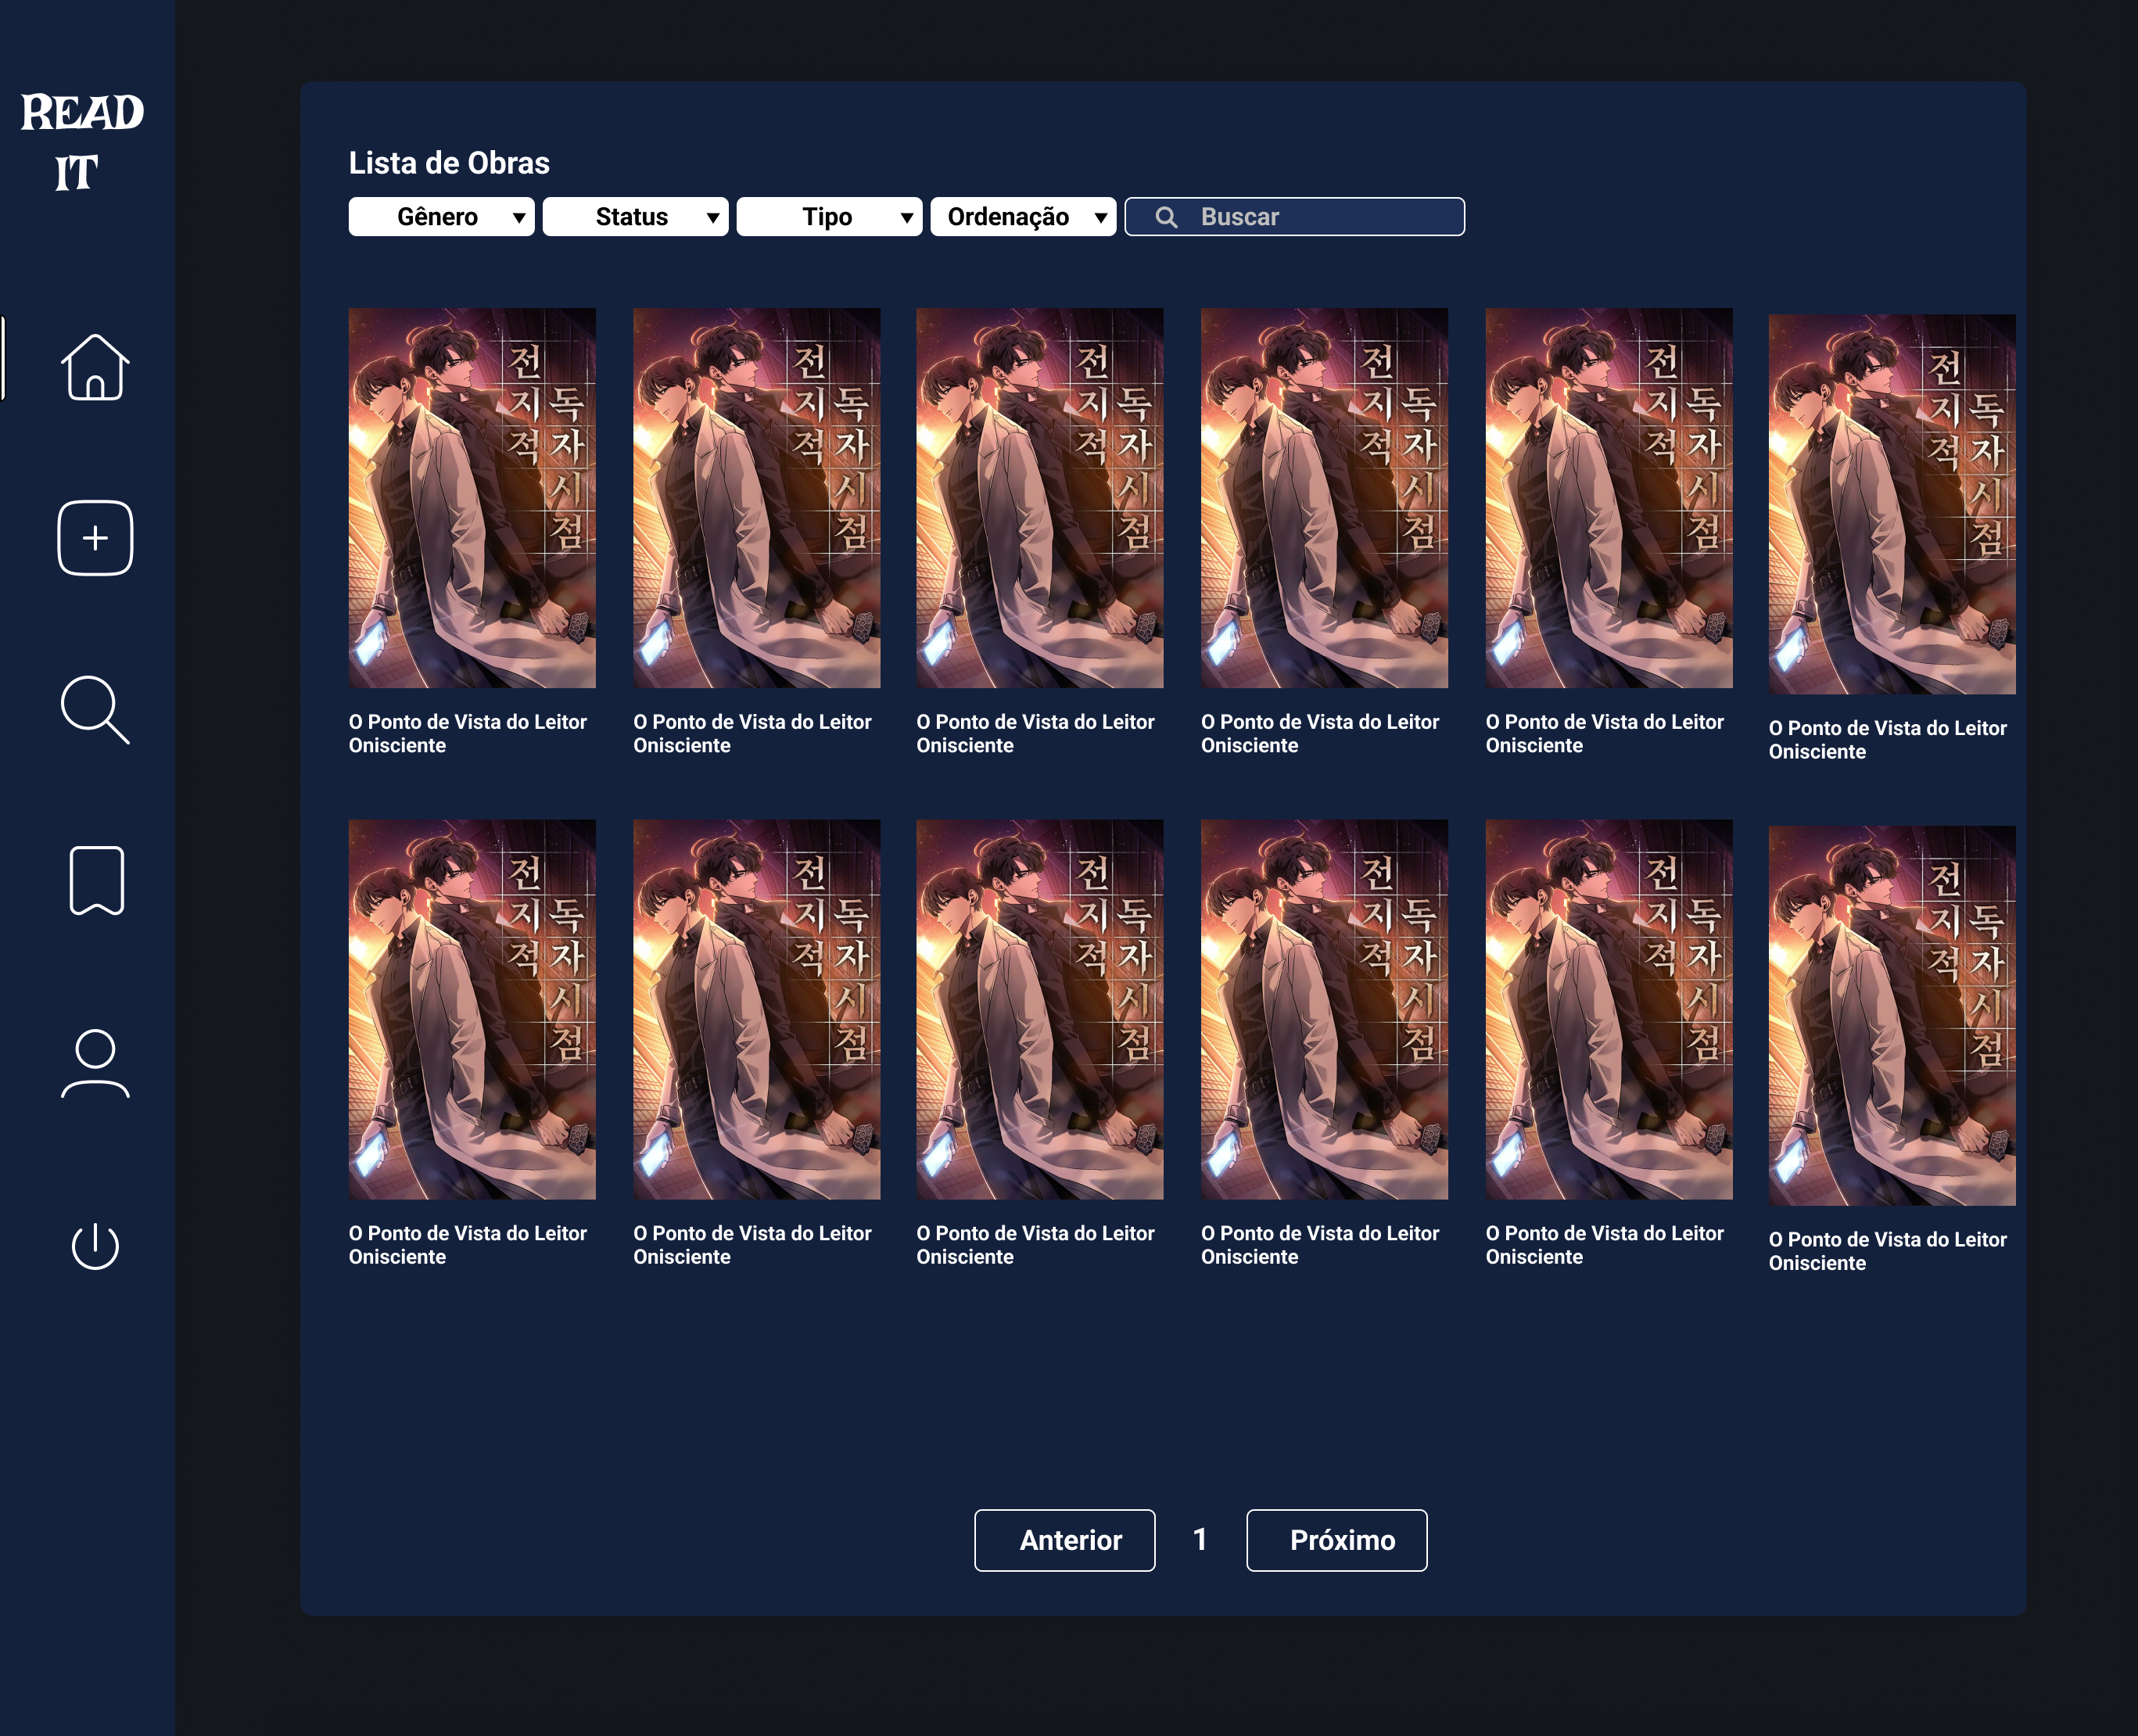 READ
IT
Lista de Obras
Gênero
Status
Tipo
Ordenação
Buscar
전지적
독자시점
전지적
독자시점
전지적
독자시점
전지적
독자시점
전지적
독자시점
전지적
독자시점
O Ponto de Vista do Leitor
Onisciente
O Ponto de Vista do Leitor
Onisciente
O Ponto de Vista do Leitor
Onisciente
O Ponto de Vista do Leitor
Onisciente
O Ponto de Vista do Leitor
Onisciente
O Ponto de Vista do Leitor
Onisciente
전지적
독자시점
전지적
독자시점
전지적
독자시점
전지적
독자시점
전지적
독자시점
전지적
독자시점
O Ponto de Vista do Leitor
Onisciente
O Ponto de Vista do Leitor
Onisciente
O Ponto de Vista do Leitor
Onisciente
O Ponto de Vista do Leitor
Onisciente
O Ponto de Vista do Leitor
Onisciente
O Ponto de Vista do Leitor
Onisciente
Anterior
1
Próximo